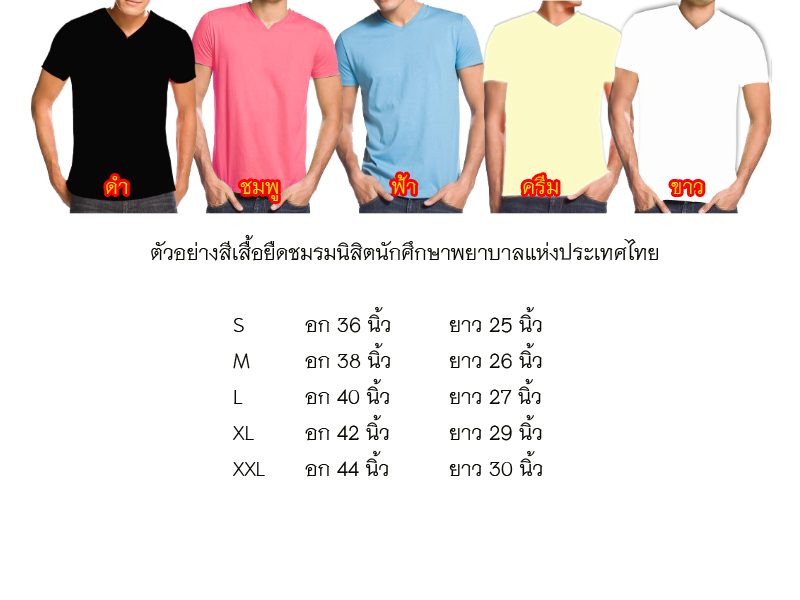 ดำ ชมพู ฟ้า ครีม ขาว
ตัวอย่างสีเสื้อยืดชมรมนิสิตนักศึกษาพยาบาลแห่งประเทศไทย
S อก 36 นิ้ว ยาว 25 นิ้ว
M อก 38 นิ้ว ยาว 26 นิ้ว
L อก 40 นิ้ว ยาว 27 นิ้ว
XL อก 42 นิ้ว ยาว 29 นิ้ว
XXL อก 44 นิ้ว ยาว 30 นิ้ว